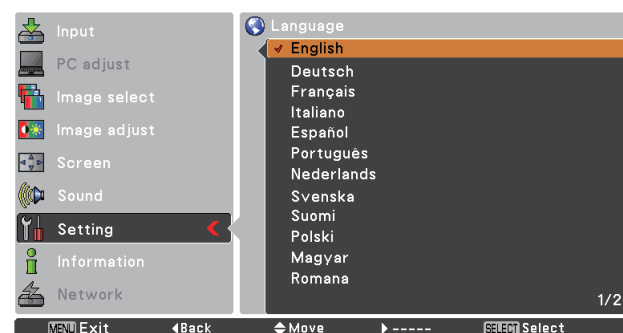 Input
PC adjust
Image select
Image adjust
Screen
Sound
Setting
Information
Network
Language
English
Deutsch
Français
Italiano
Español
Português
Nederlands
Svenska
Suomi
Polski
Magyar
Romana
1/2
MENU Exit ◀Back Move ▶----- SELECT Select